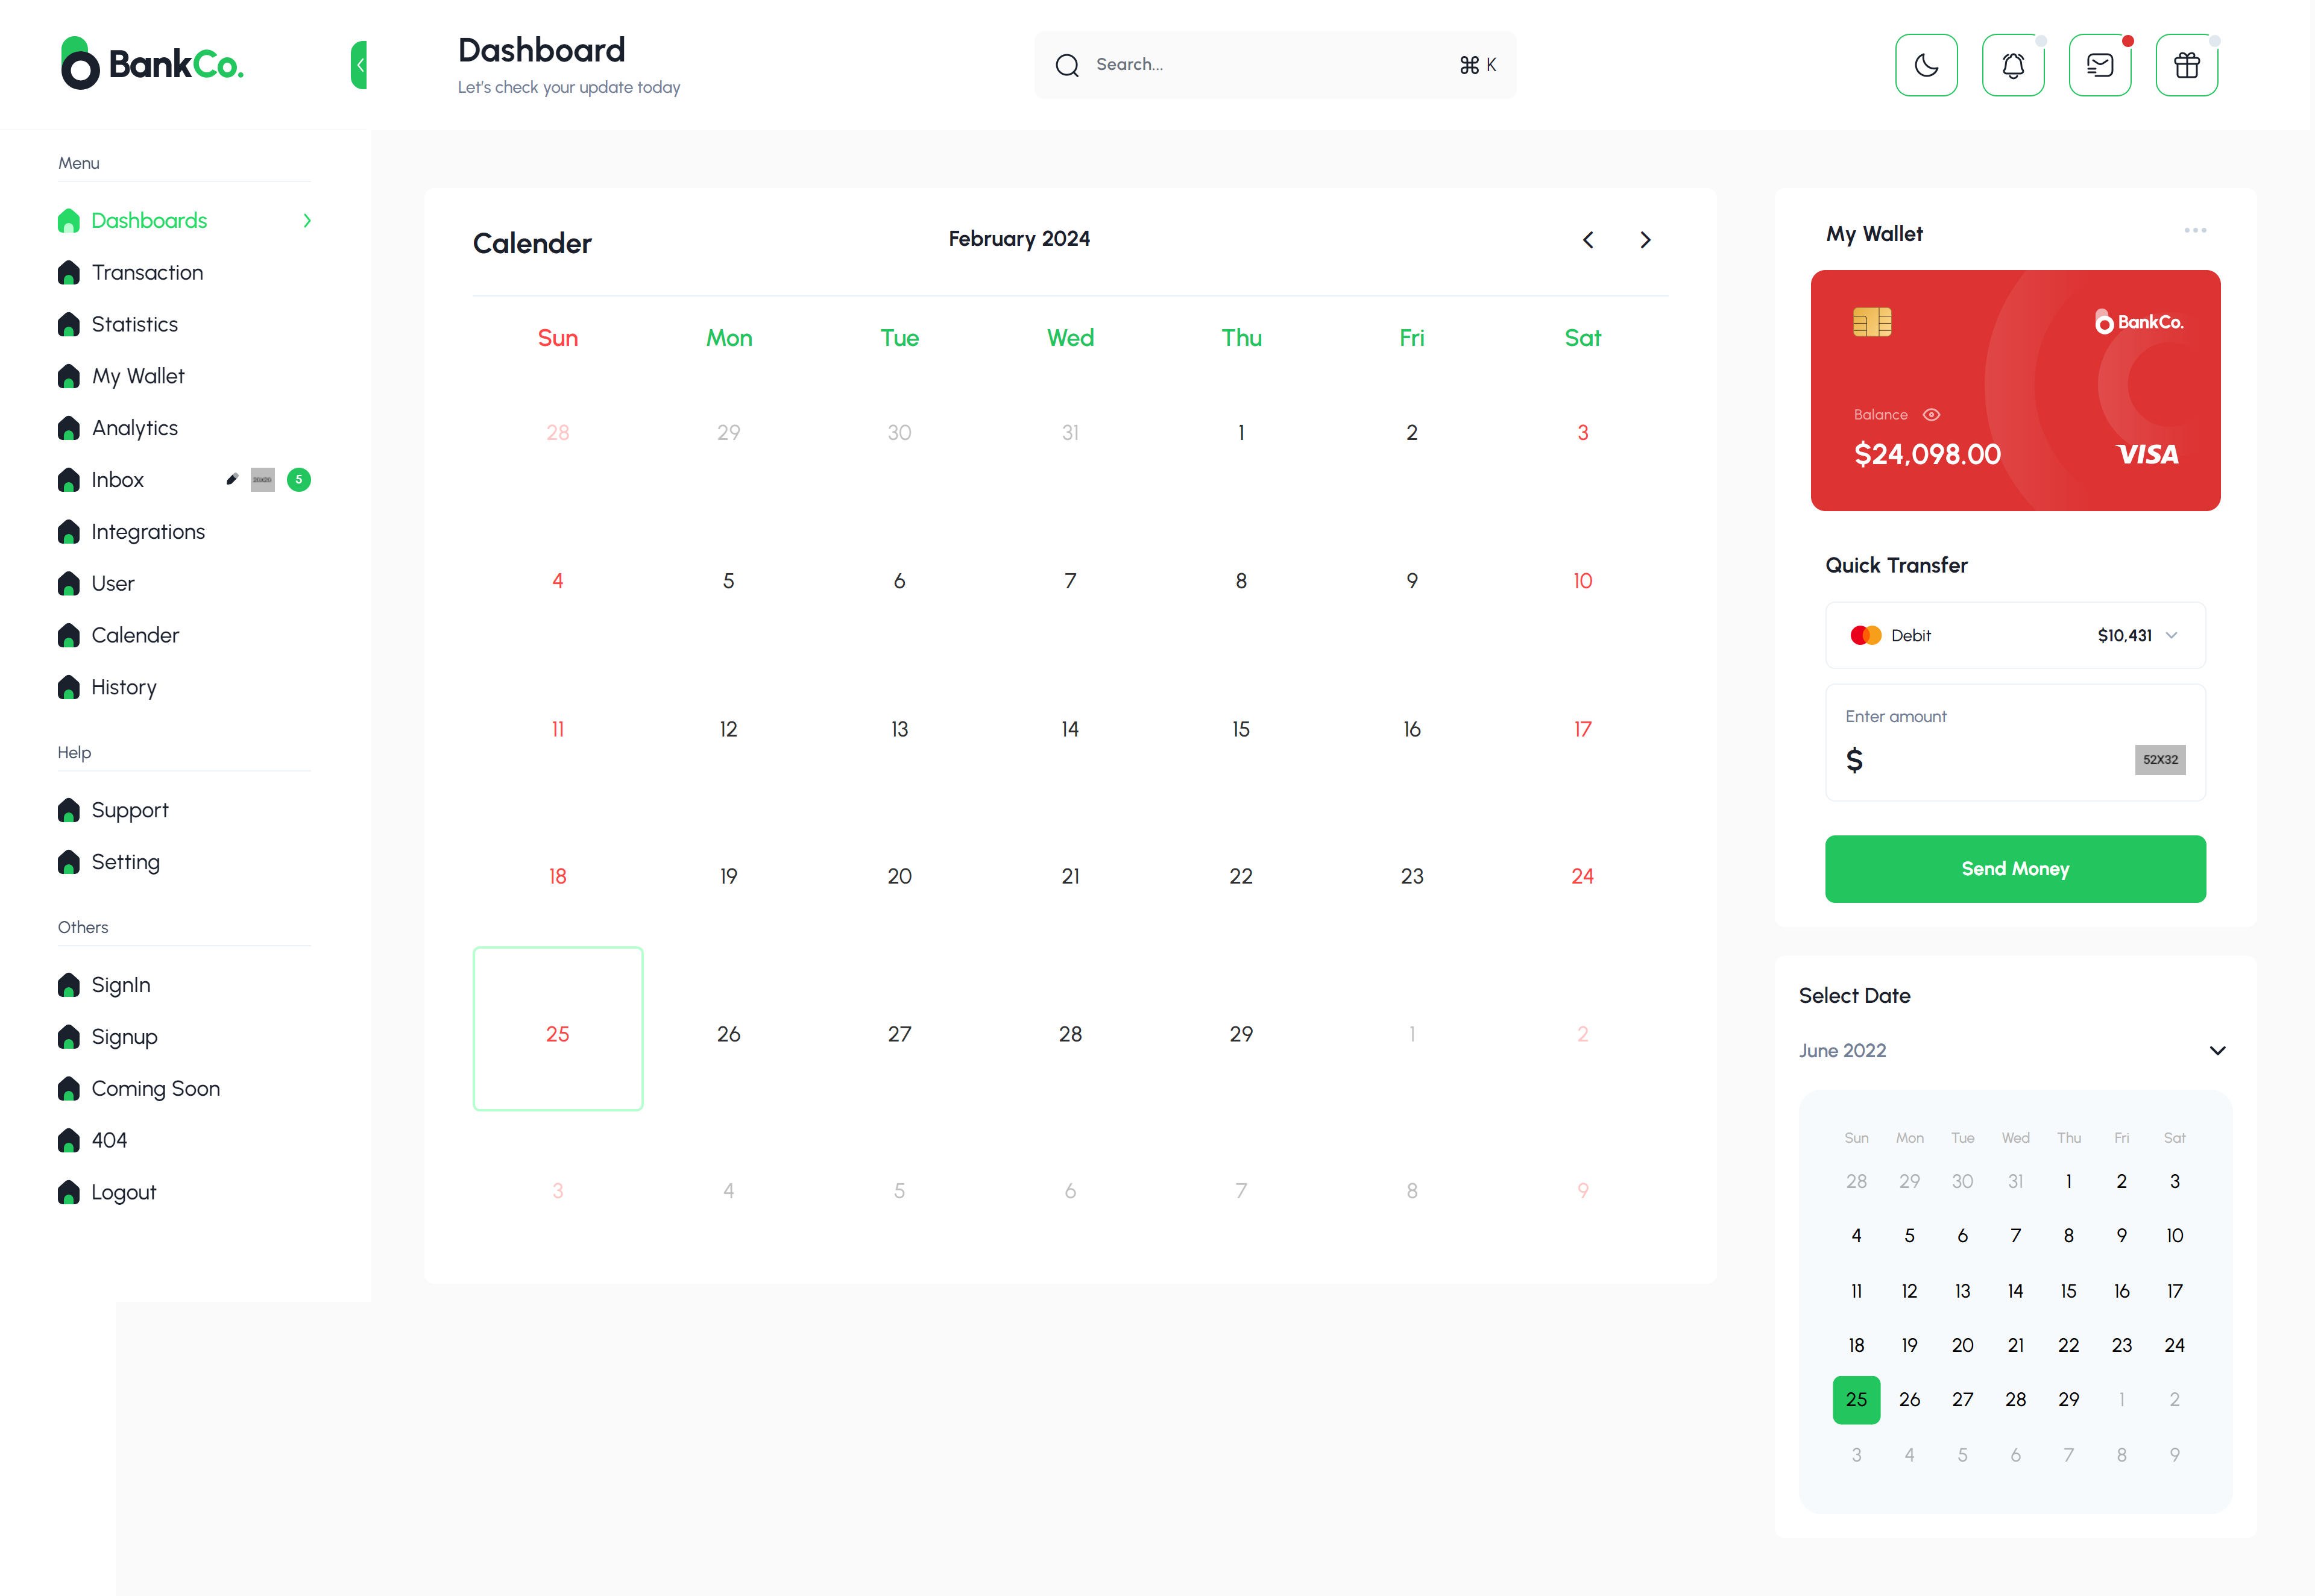 BankCo.
Dashboard
Let's check your update today
Search...
⌘ K
Menu
Dashboards
Transaction
Statistics
My Wallet
Analytics
Inbox 5
Integrations
User
Calender
History
Help
Support
Setting
Others
SignIn
Signup
Coming Soon
404
Logout
Calender February 2024
Sun Mon Tue Wed Thu Fri Sat
28 29 30 31 1 2 3
4 5 6 7 8 9 10
11 12 13 14 15 16 17
18 19 20 21 22 23 24
25 26 27 28 29 1 2
3 4 5 6 7 8 9
My Wallet
BankCo.
Balance
$24,098.00 VISA
Quick Transfer
Debit $10,431
Enter amount
$ 52X32
Send Money
Select Date
June 2022
Sun Mon Tue Wed Thu Fri Sat
28 29 30 31 1 2 3
4 5 6 7 8 9 10
11 12 13 14 15 16 17
18 19 20 21 22 23 24
25 26 27 28 29 1 2
3 4 5 6 7 8 9